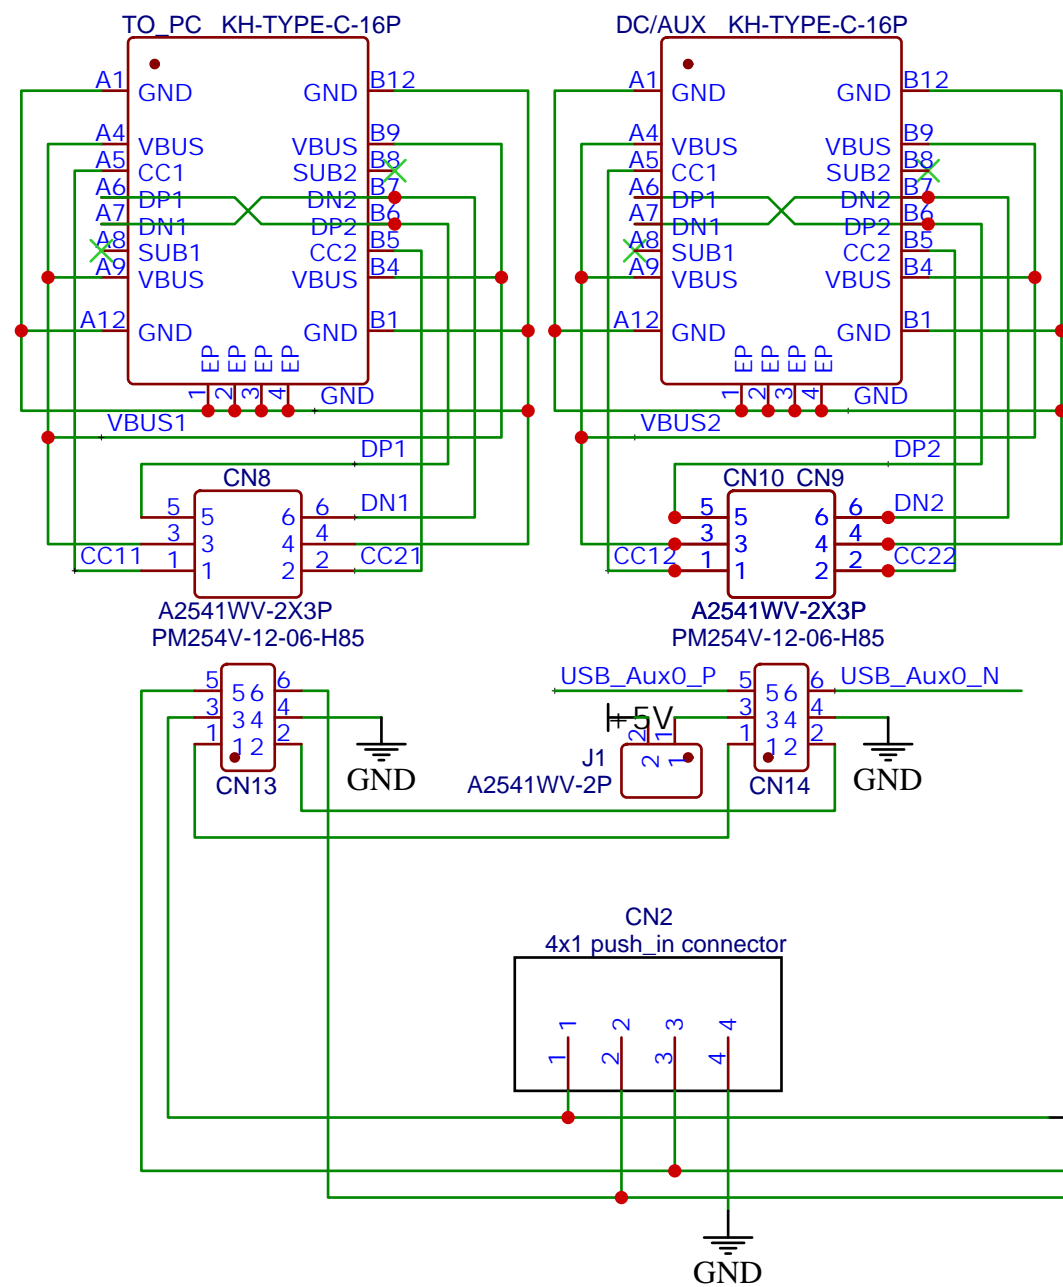 TO_PC KH-TYPE-C-16P
DC/AUX KH-TYPE-C-16P
A1 GND GND B12
A4 VBUS VBUS B9
A5 CC1 SUB2 B8
A6 DP1 DN2 B7
A7 DN1 DP2 B6
A8 SUB1 CC2 B5
A9 VBUS VBUS B4
A12 GND GND B1
EP EP EP EP
1 2 3 4
GND
VBUS1
DP1
A1 GND GND B12
A4 VBUS VBUS B9
A5 CC1 SUB2 B8
A6 DP1 DN2 B7
A7 DN1 DP2 B6
A8 SUB1 CC2 B5
A9 VBUS VBUS B4
A12 GND GND B1
EP EP EP EP
1 2 3 4
GND
VBUS2
DP2
CN8
5 5 6 6 DN1
3 3 4 4
CC11 1 1 2 2 CC21
A2541WV-2X3P
CN10 CN9
5 5 6 6 DN2
3 3 4 4
CC12 1 1 2 2 CC22
A2541WV-2X3P
PM254V-12-06-H85
5 5 6 6
3 3 4 4
1 1 2 2
CN13
GND
PM254V-12-06-H85
USB_Aux0_P 5 5 6 6 USB_Aux0_N
3 3 4 4
1 1 2 2
CN14
GND
+5V
2 1
2 1
J1
A2541WV-2P
CN2
4x1 push_in connector
1 2 3 4
1 2 3 4
GND